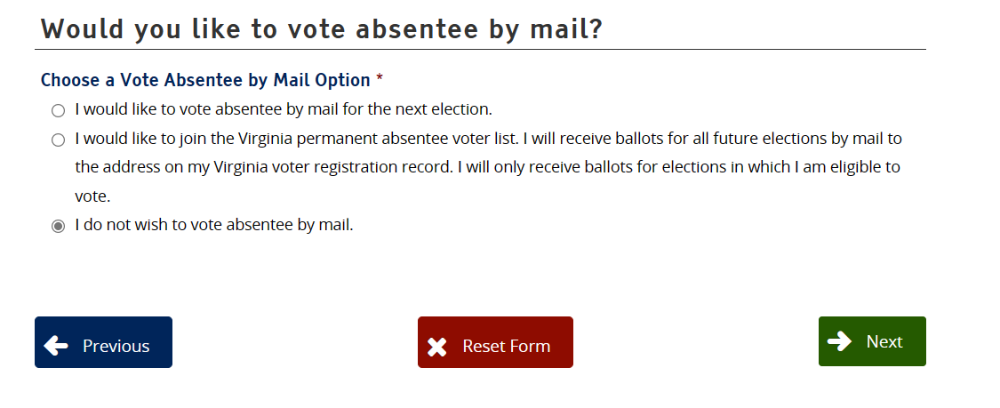 Would you like to vote absentee by mail?
Choose a Vote Absentee by Mail Option *
I would like to vote absentee by mail for the next election.
I would like to join the Virginia permanent absentee voter list. I will receive ballots for all future elections by mail to
the address on my Virginia voter registration record. I will only receive ballots for elections in which I am eligible to
vote.
I do not wish to vote absentee by mail.
Previous
Reset Form
Next